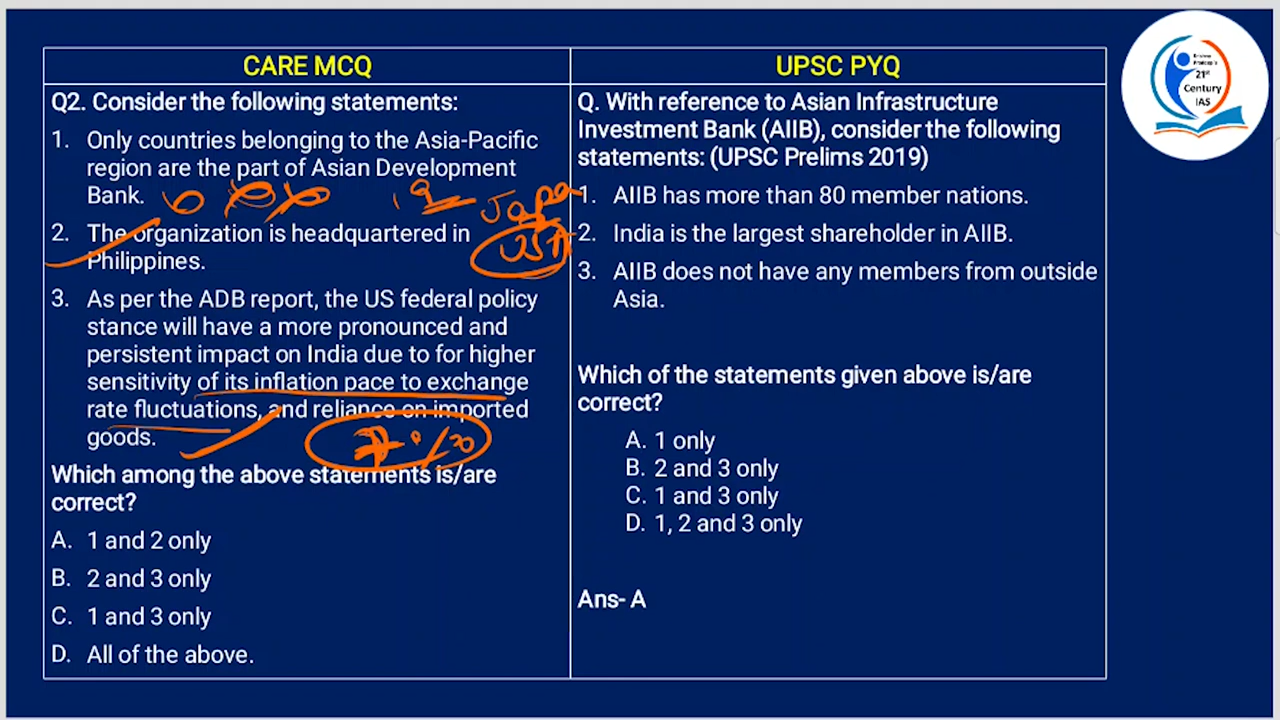 CARE MCQ
Q2. Consider the following statements:
1. Only countries belonging to the Asia-Pacific
region are the part of Asian Development
Bank.
2. The organization is headquartered in
Philippines.
3. As per the ADB report, the US federal policy
stance will have a more pronounced and
persistent impact on India due to for higher
sensitivity of its inflation pace to exchange
rate fluctuations, and reliance on imported
goods.
Which among the above statements is/are
correct?
A. 1 and 2 only
B. 2 and 3 only
C. 1 and 3 only
D. All of the above.
Japan
USA
UPSC PYQ
Q. With reference to Asian Infrastructure
Investment Bank (AIIB), consider the following
statements: (UPSC Prelims 2019)
1. AIIB has more than 80 member nations.
2. India is the largest shareholder in AIIB.
3. AIIB does not have any members from outside
Asia.
Which of the statements given above is/are
correct?
A. 1 only
B. 2 and 3 only
C. 1 and 3 only
D. 1, 2 and 3 only
Ans- A
21st
Century
IAS